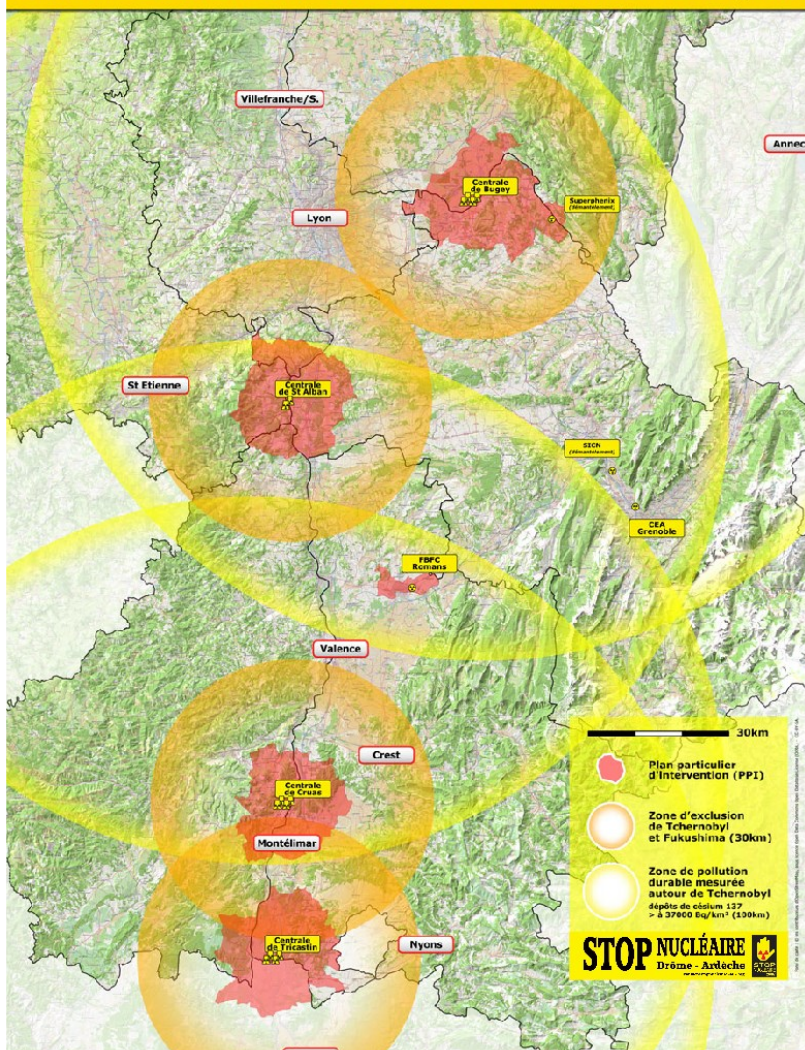 Villefranche/S.
Annec
Centrale
de Bugey
Superphenix
(démantèlement)
Lyon
St Etienne
Centrale
de St Alban
SICN
(démantèlement)
CEA
Grenoble
FBFC
Romans
Valence
30km
Crest
Plan particulier
d'intervention (PPI)
Centrale
de Cruas
Zone d'exclusion
de Tchernobyl
et Fukushima (30km)
Montélimar
Zone de pollution
durable mesurée
autour de Tchernobyl
dépôts de césium 137
> à 37000 Bq/km² (100km)
Centrale
de Tricastin
Nyons
STOP NUCLÉAIRE
Drôme - Ardèche
STOP